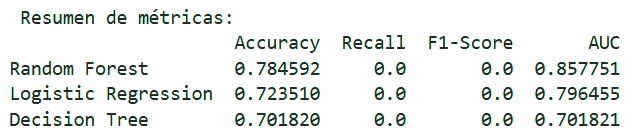 Resumen de métricas:
Accuracy Recall F1-Score AUC
Random Forest 0.784592 0.0 0.0 0.857751
Logistic Regression 0.723510 0.0 0.0 0.796455
Decision Tree 0.701820 0.0 0.0 0.701821